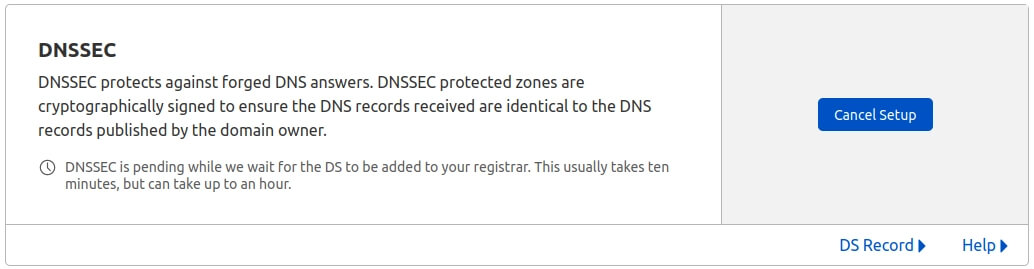 DNSSEC
DNSSEC protects against forged DNS answers. DNSSEC protected zones are
cryptographically signed to ensure the DNS records received are identical to the DNS
records published by the domain owner.
DNSSEC is pending while we wait for the DS to be added to your registrar. This usually takes ten
minutes, but can take up to an hour.
Cancel Setup
DS Record
Help